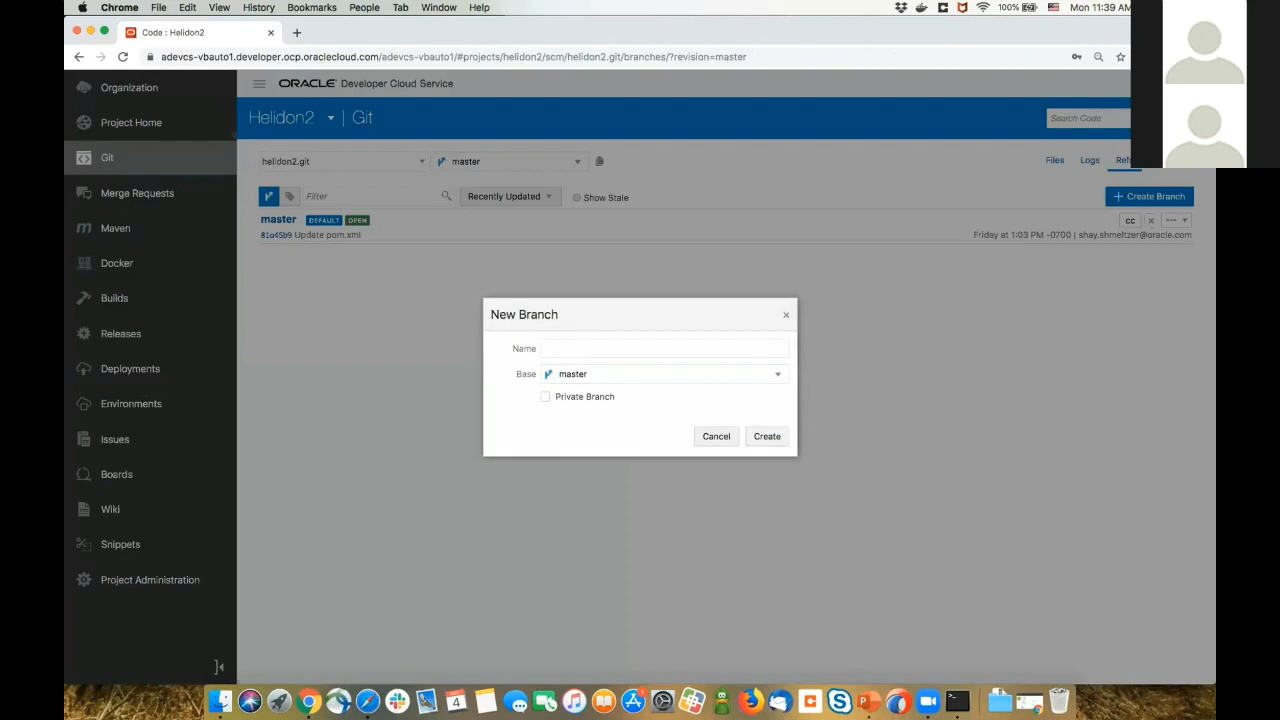 Chrome File Edit View History Bookmarks People Tab Window Help 100% Mon 11:39 AM
Code : Helidon2
adevcs-vbauto1.developer.ocp.oraclecloud.com/adevcs-vbauto1/#projects/helidon2/scm/helidon2.git/branches/?revision=master
Organization
ORACLE Developer Cloud Service
Project Home
Helidon2 | Git
Search Code
Git
helidon2.git
master
Files Logs Refs
Merge Requests
Filter
Recently Updated
Show Stale
+ Create Branch
master DEFAULT OPEN
CC
81a45b9 Update pom.xml
Friday at 1:03 PM -0700 | shay.shmeltzer@oracle.com
Maven
Docker
Builds
Releases
Deployments
Environments
Issues
Boards
Wiki
Snippets
Project Administration
New Branch
Name
Base master
Private Branch
Cancel Create
4